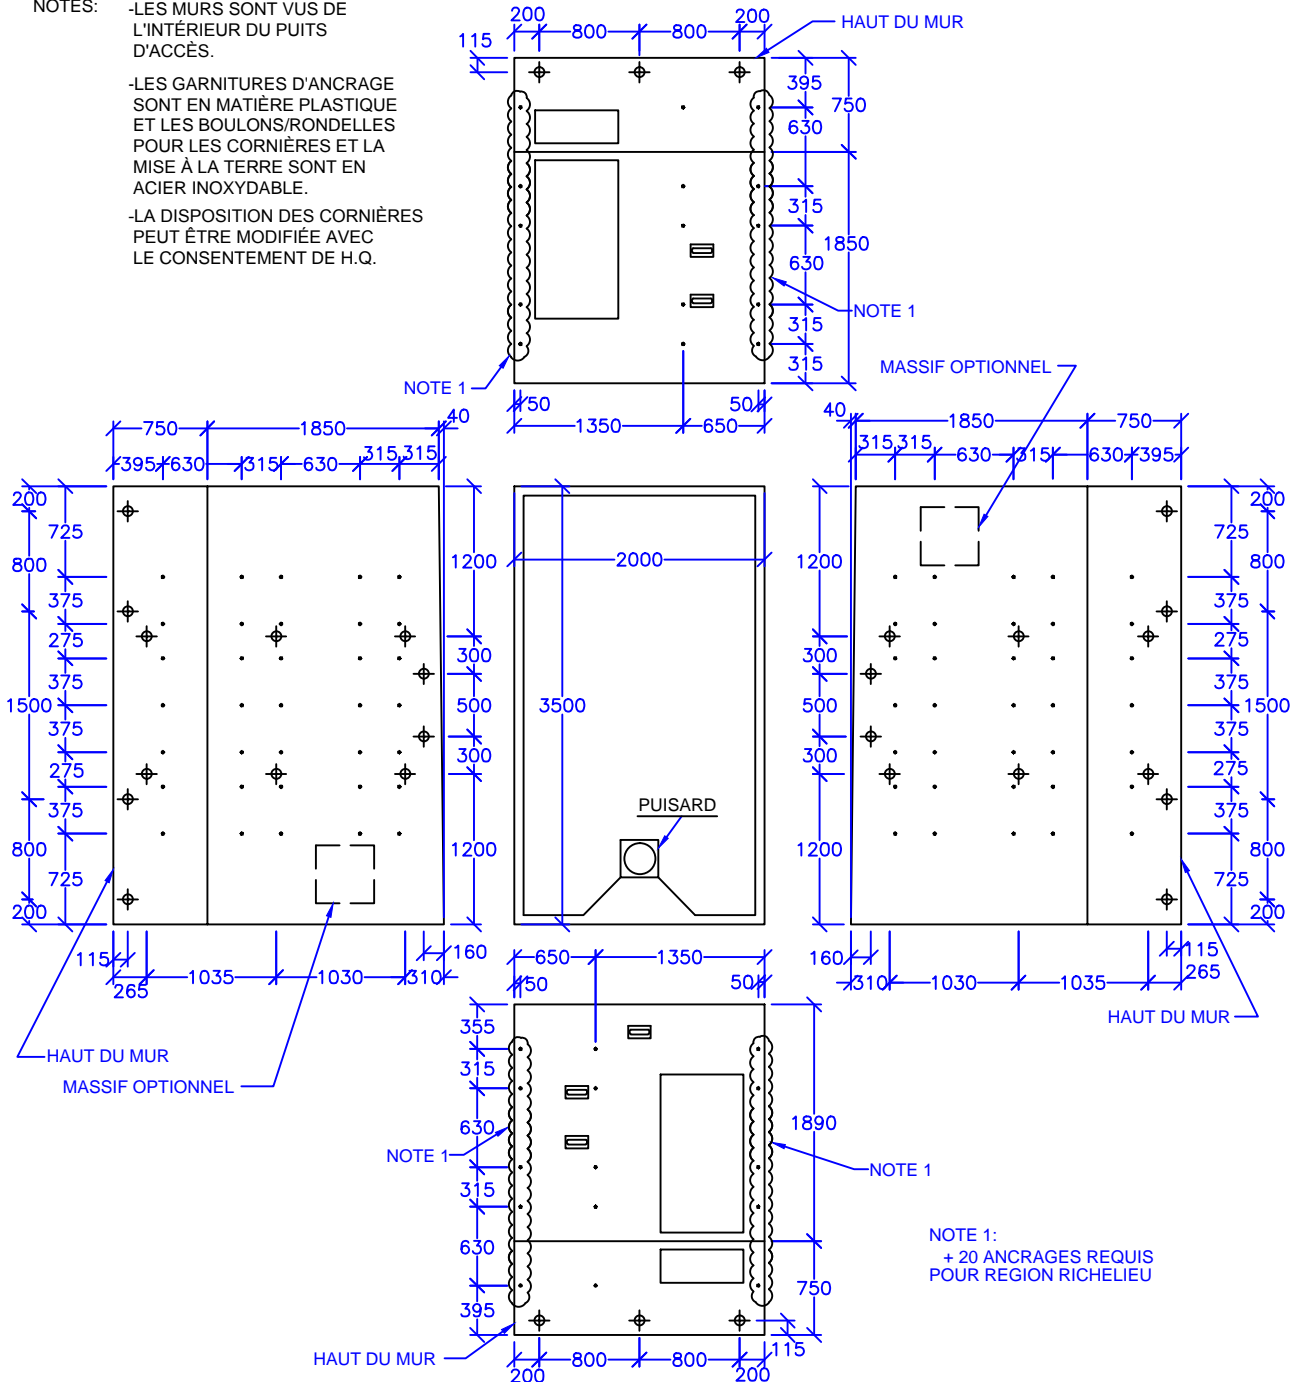 NOTES:
-LES MURS SONT VUS DE
L'INTÉRIEUR DU PUITS
D'ACCÈS.
-LES GARNITURES D'ANCRAGE
SONT EN MATIÈRE PLASTIQUE
ET LES BOULONS/RONDELLES
POUR LES CORNIÈRES ET LA
MISE À LA TERRE SONT EN
ACIER INOXYDABLE.
-LA DISPOSITION DES CORNIÈRES
PEUT ÊTRE MODIFIÉE AVEC
LE CONSENTEMENT DE H.Q.
200 800 800 200
HAUT DU MUR
115
395
750
630
315
1850
630
315
315
NOTE 1
NOTE 1
50 50
1350 650
MASSIF OPTIONNEL
750 1850 40
395 630 315 630 315 315
200
725
800
375
275
375
1500
375
275
375
800
725
200
1200
300
500
300
1200
115 160
265 1035 1030 310
HAUT DU MUR
MASSIF OPTIONNEL
2000
3500
PUISARD
40 1850 750
315 315 630 315 630 395
1200
300
500
300
1200
200
725
800
375
275
375
1500
375
275
375
800
725
200
160 115
310 1030 1035 265
HAUT DU MUR
650 1350
50 50
355
315
630
315
630
395
1890
750
115
NOTE 1
NOTE 1
HAUT DU MUR
200 800 800 200
NOTE 1:
+ 20 ANCRAGES REQUIS
POUR REGION RICHELIEU